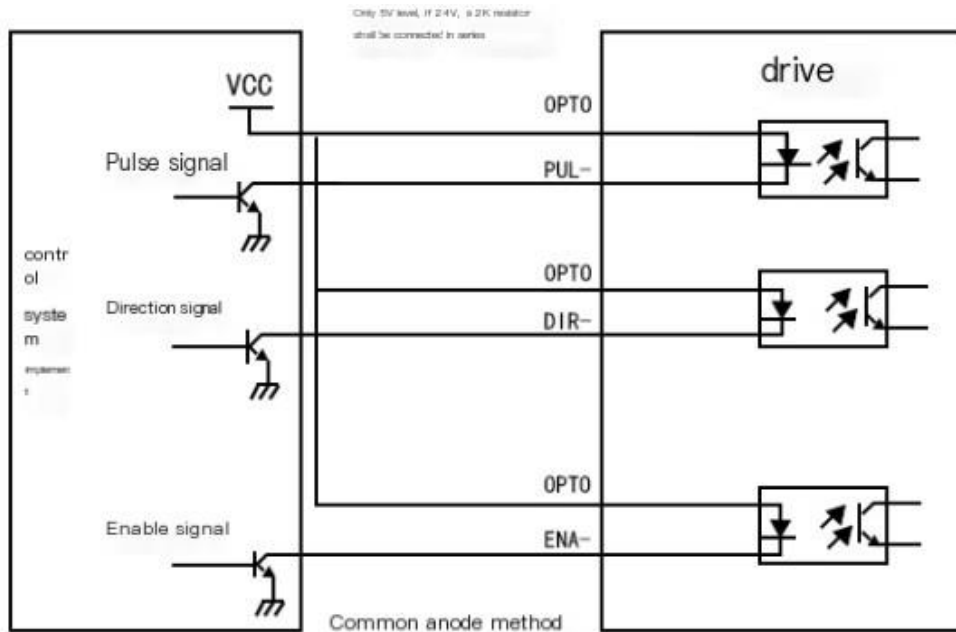 Only 5V level, If 24V, a 2K resistor
shall be connected in series
drive
VCC
OPTO
Pulse signal
PUL-
contr
ol
syste
m
OPTO
Direction signal
DIR-
OPTO
Enable signal
ENA-
Common anode method